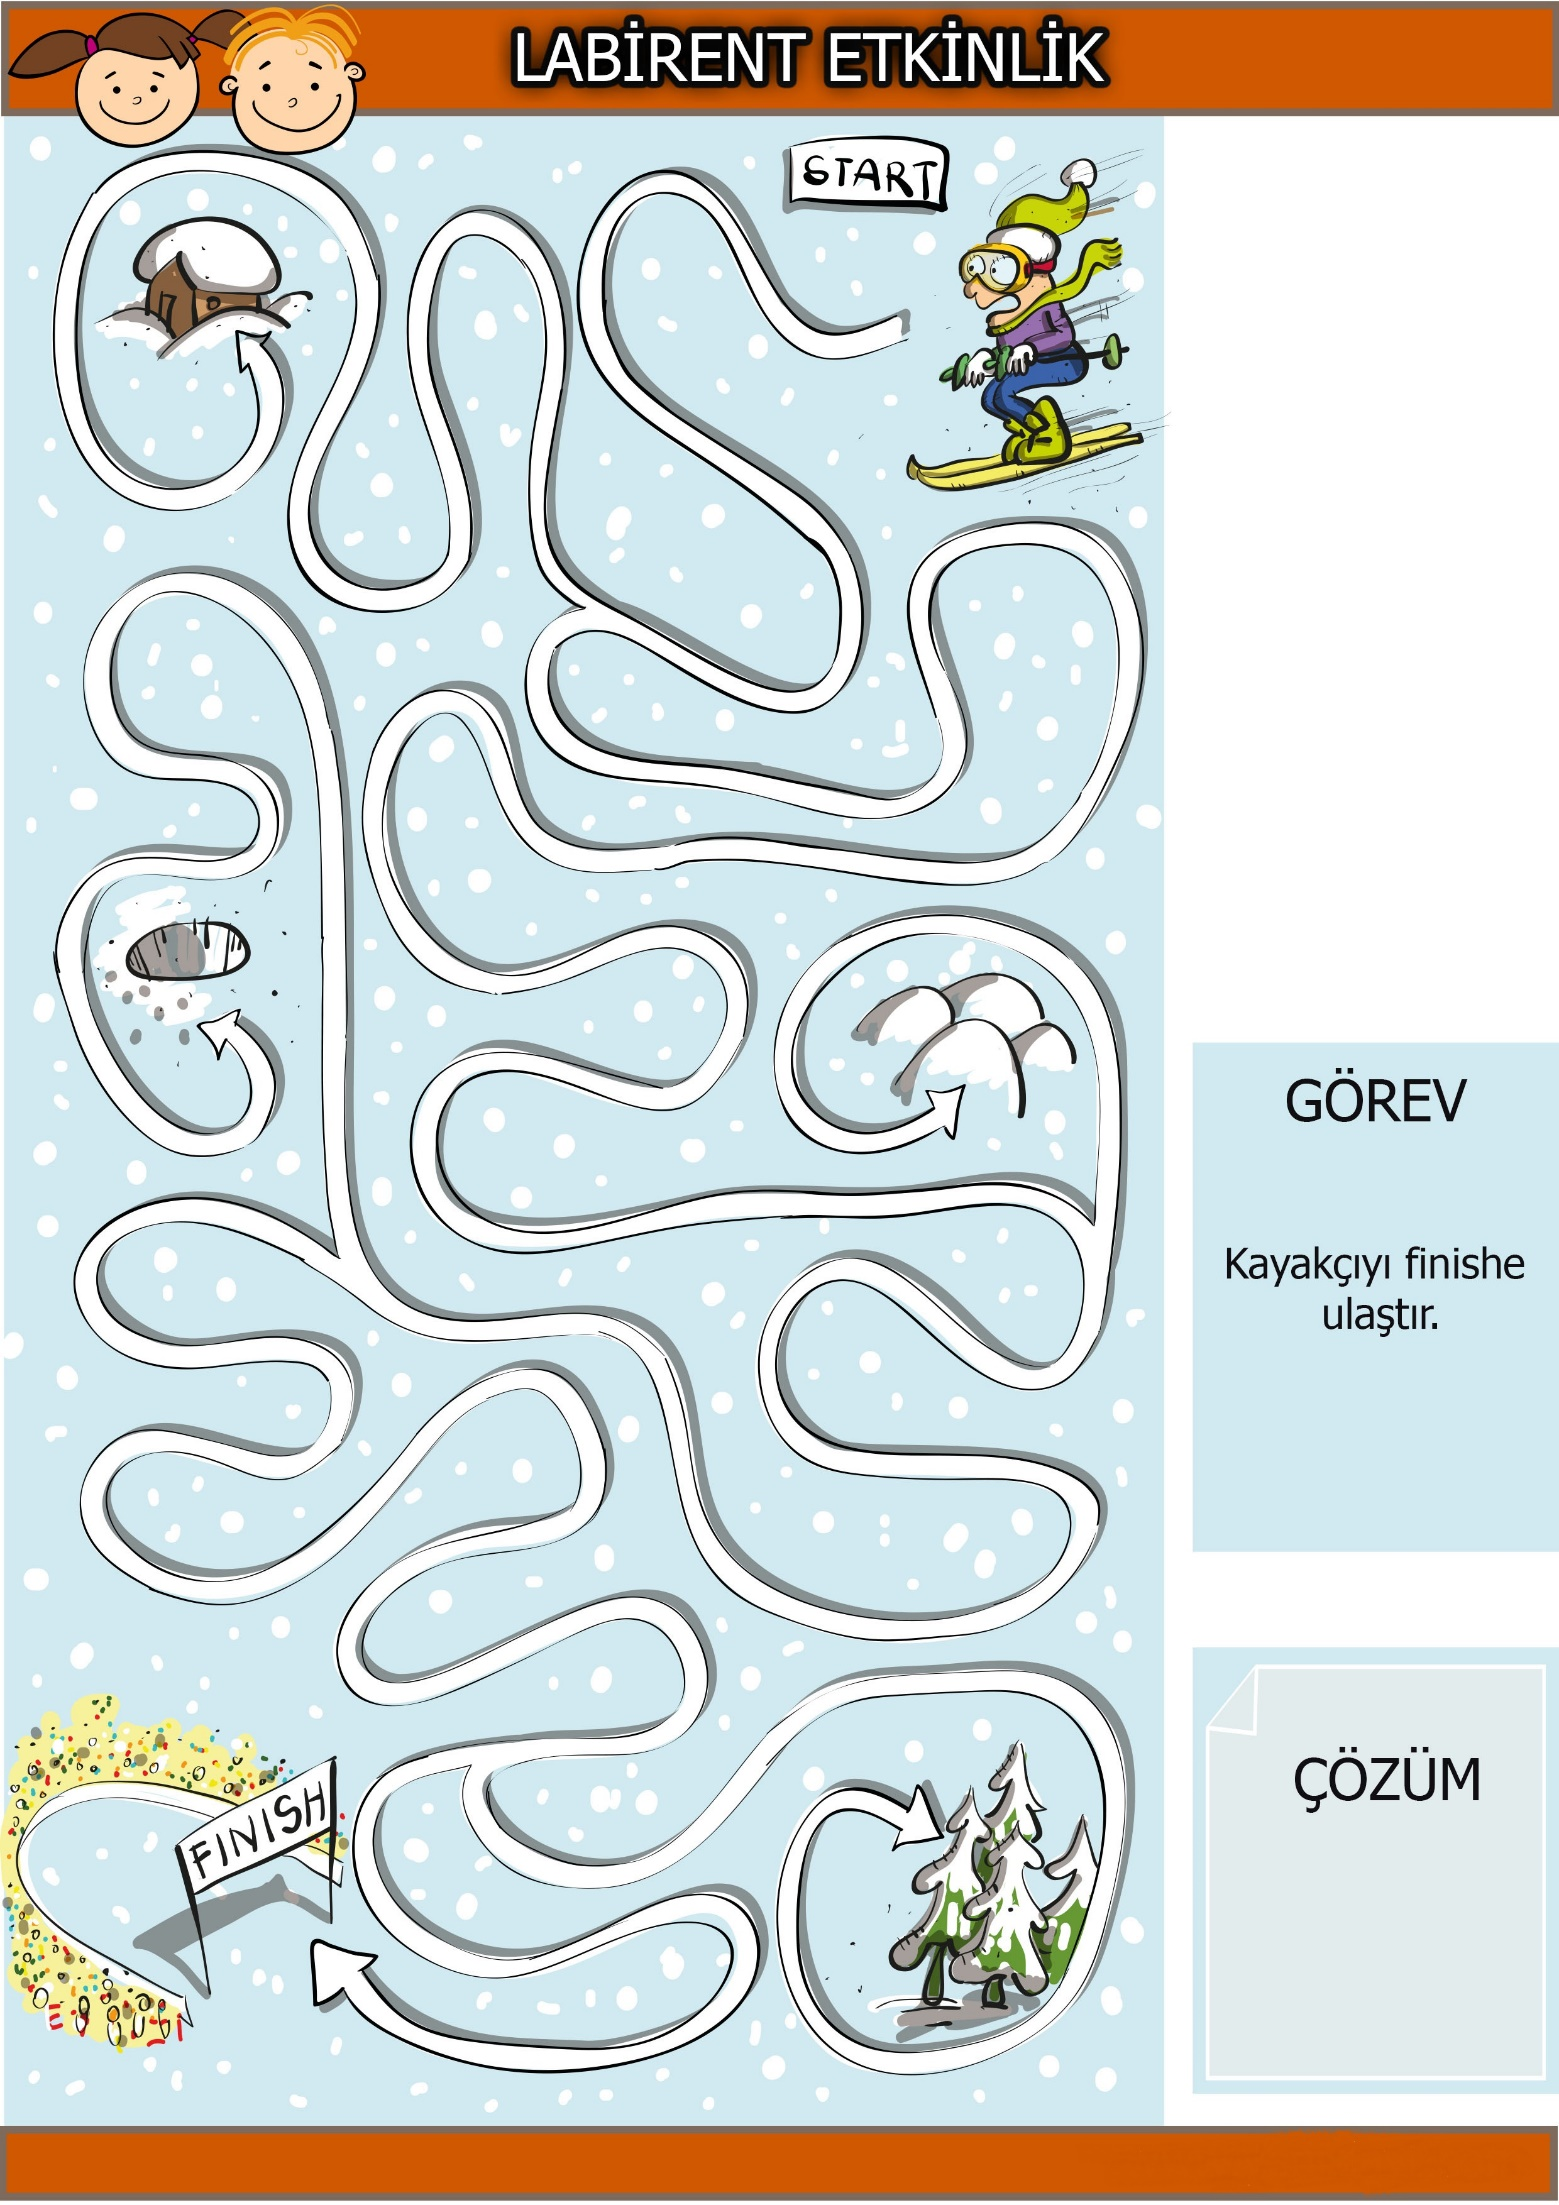 LABİRENT ETKİNLİK
START
GÖREV
Kayakçıyı finishe
ulaştır.
ÇÖZÜM
FINISH